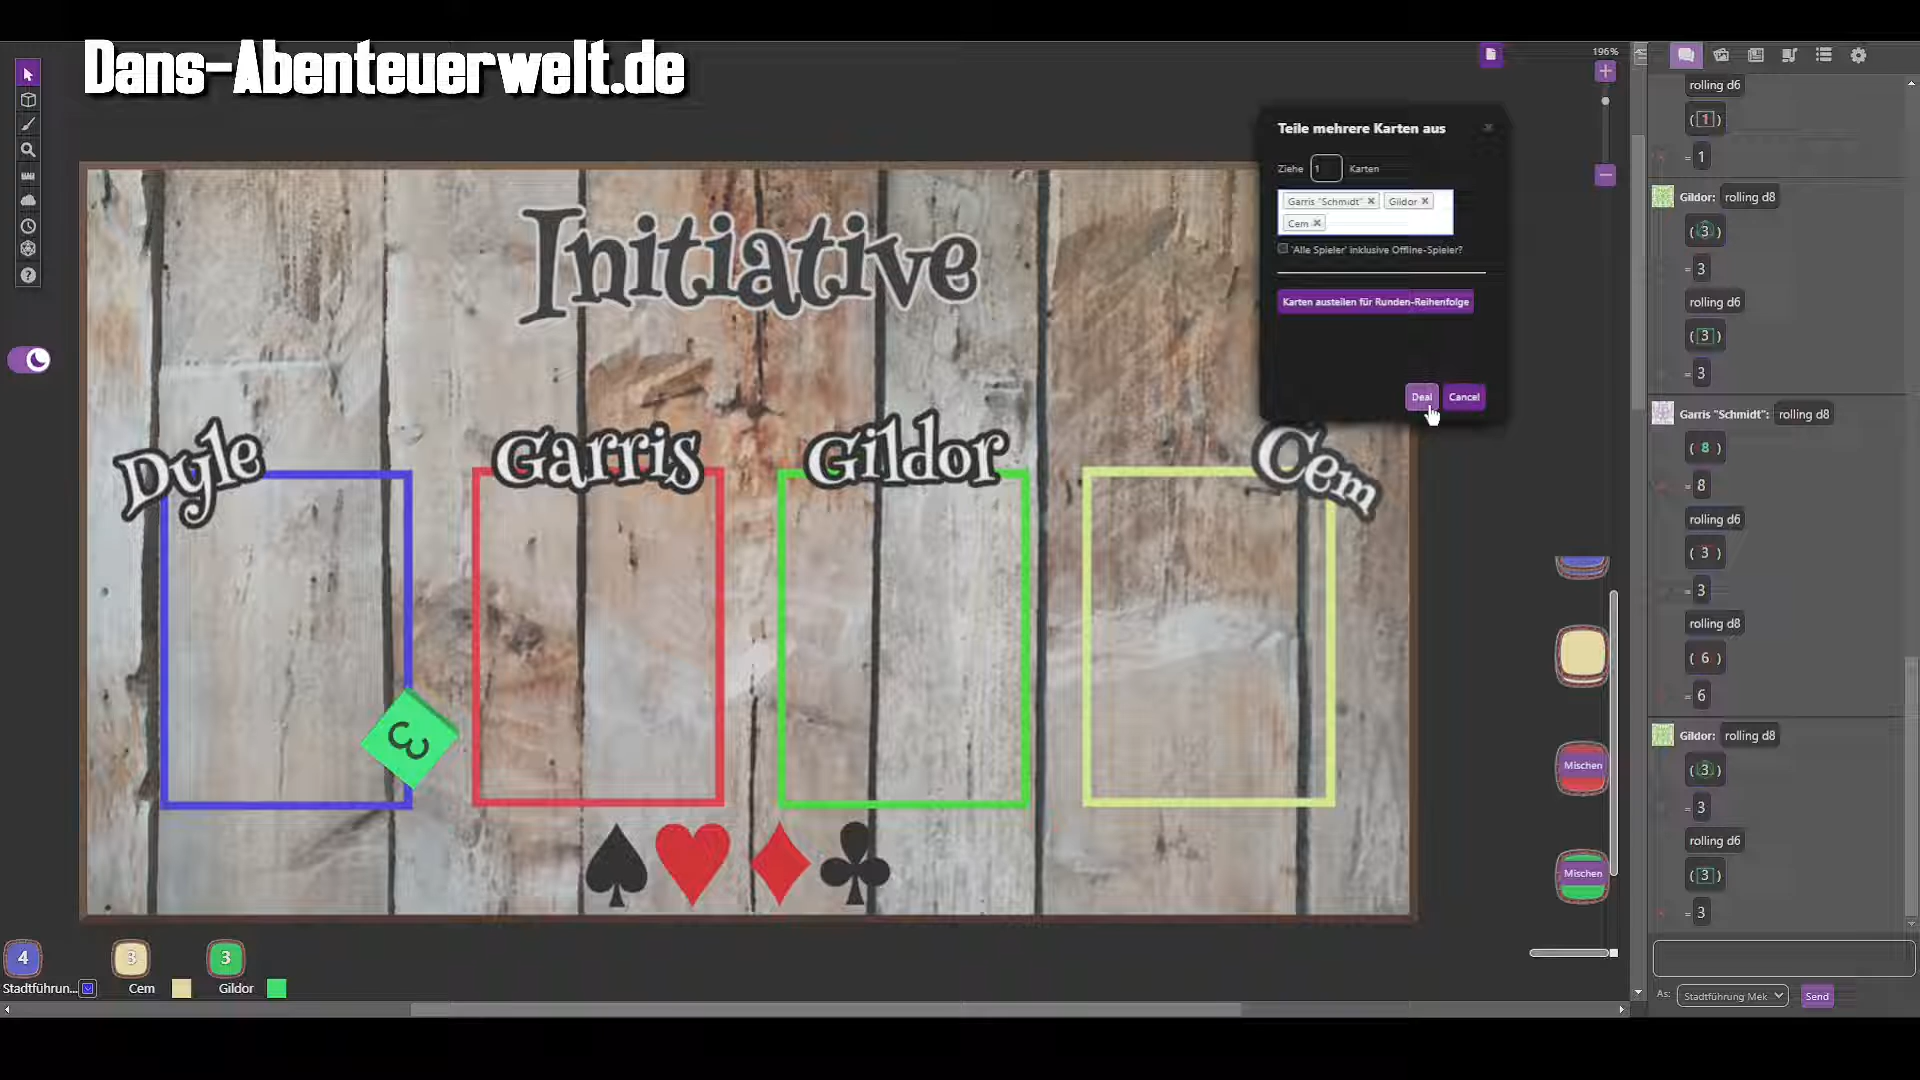 Dans-Abenteuerwelt.de
196%
Teile mehrere Karten aus
Ziehe 1 Karten
Garris "Schmidt" Gildor
Cem
'Alle Spieler' inklusive Offline-Spieler?
Karten austeilen für Runden-Reihenfolge
Deal Cancel
Initiative
Dyle Garris Gildor Cem
3
Mischen
Mischen
4 3 3
Stadtführun... Cem Gildor
rolling d6
(1)
= 1
Gildor: rolling d8
(3)
= 3
rolling d6
(3)
= 3
Garris "Schmidt": rolling d8
(8)
= 8
rolling d6
(3)
= 3
rolling d8
(6)
= 6
Gildor: rolling d8
(3)
= 3
rolling d6
(3)
= 3
As: Stadtführung Mek Send